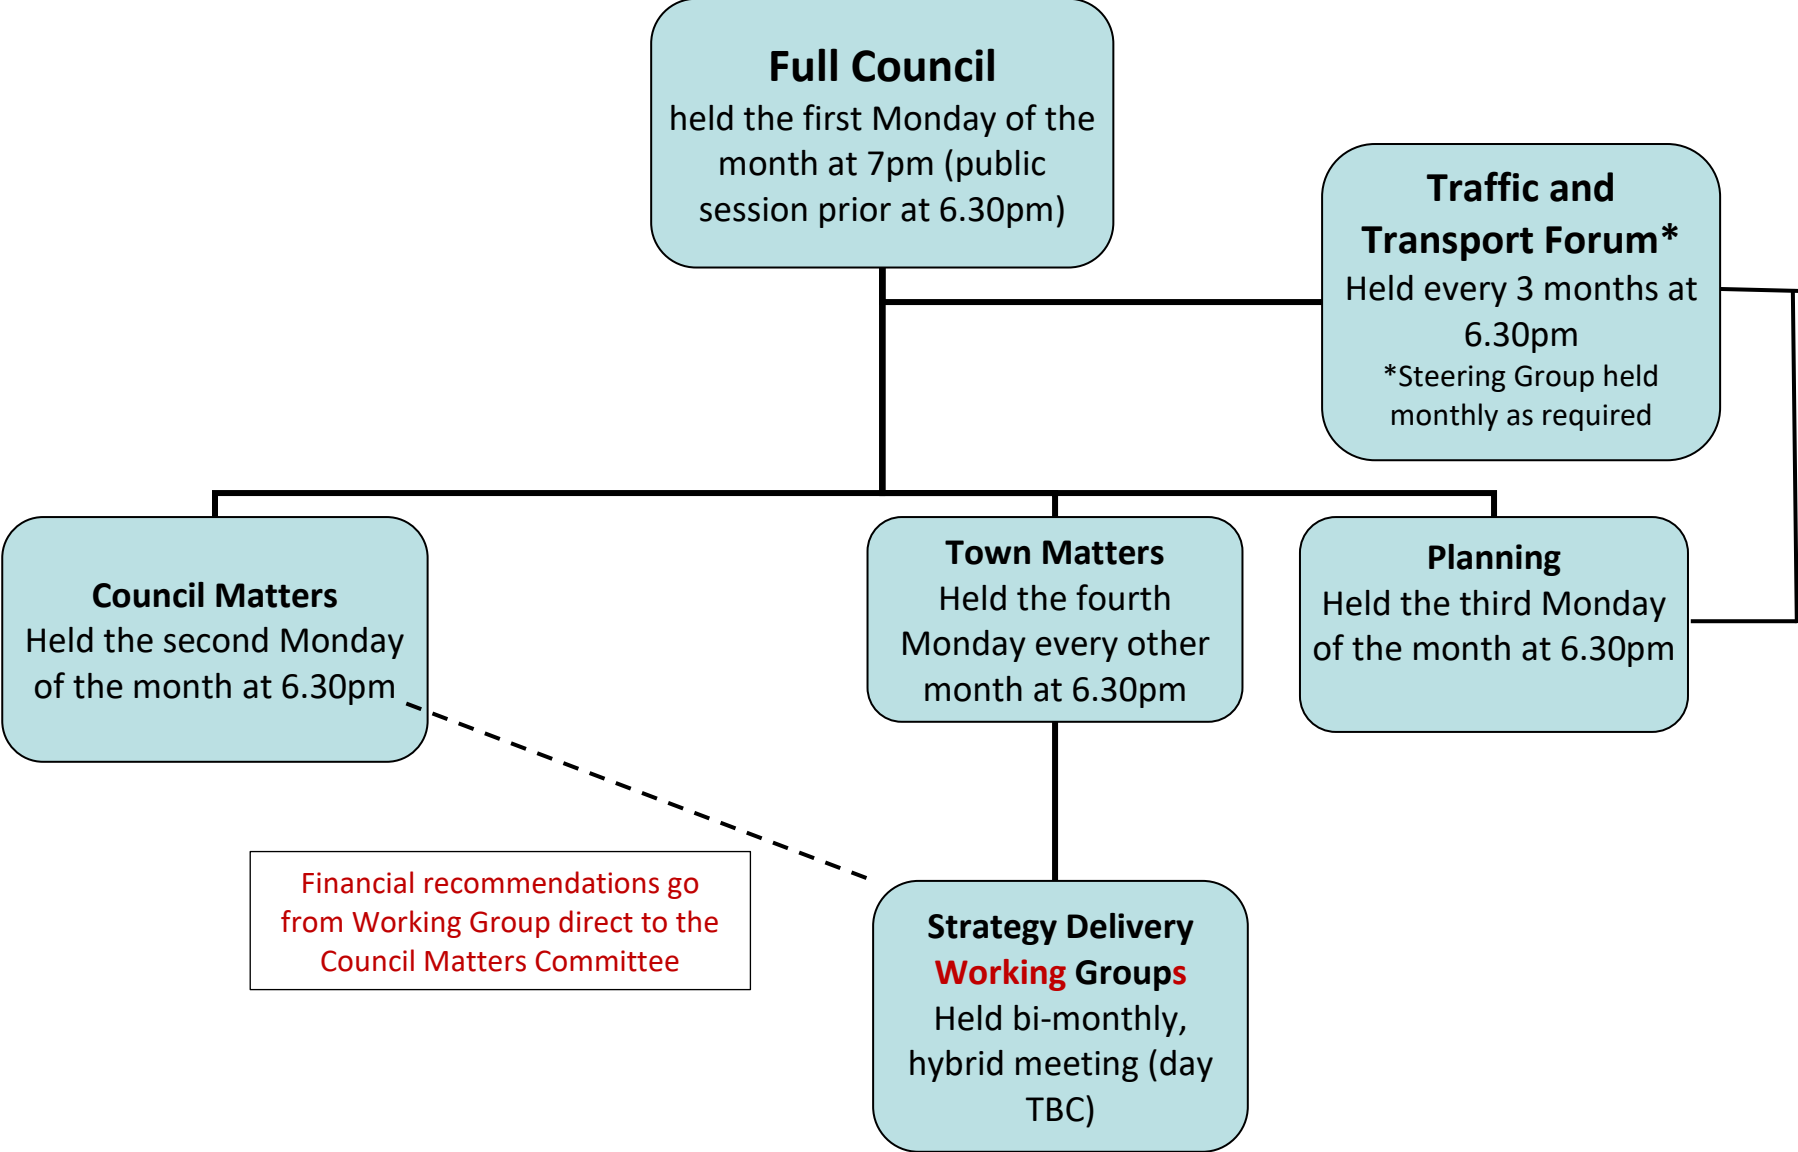 Full Council
held the first Monday of the
month at 7pm (public
session prior at 6.30pm)
Traffic and
Transport Forum*
Held every 3 months at
6.30pm
*Steering Group held
monthly as required
Council Matters
Held the second Monday
of the month at 6.30pm
Town Matters
Held the fourth
Monday every other
month at 6.30pm
Planning
Held the third Monday
of the month at 6.30pm
Financial recommendations go
from Working Group direct to the
Council Matters Committee
Strategy Delivery
Working Groups
Held bi-monthly,
hybrid meeting (day
TBC)